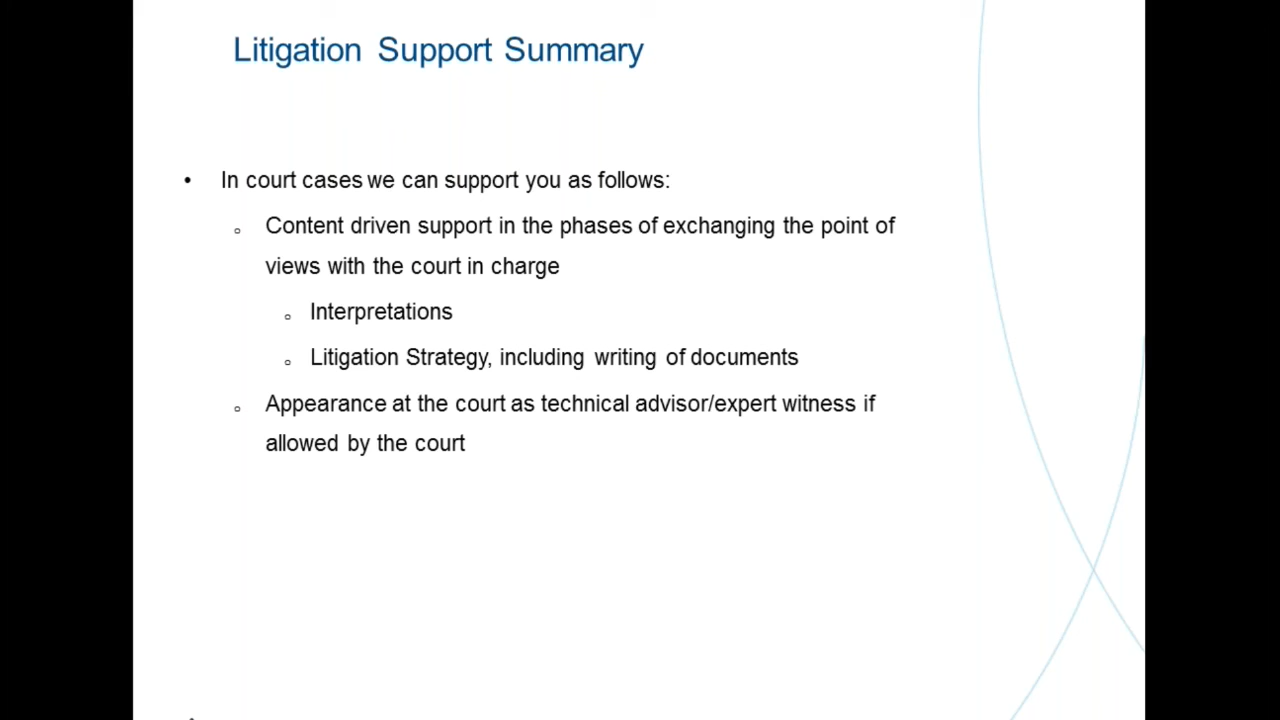 Litigation Support Summary
• In court cases we can support you as follows:
o Content driven support in the phases of exchanging the point of
views with the court in charge
o Interpretations
o Litigation Strategy, including writing of documents
o Appearance at the court as technical advisor/expert witness if
allowed by the court